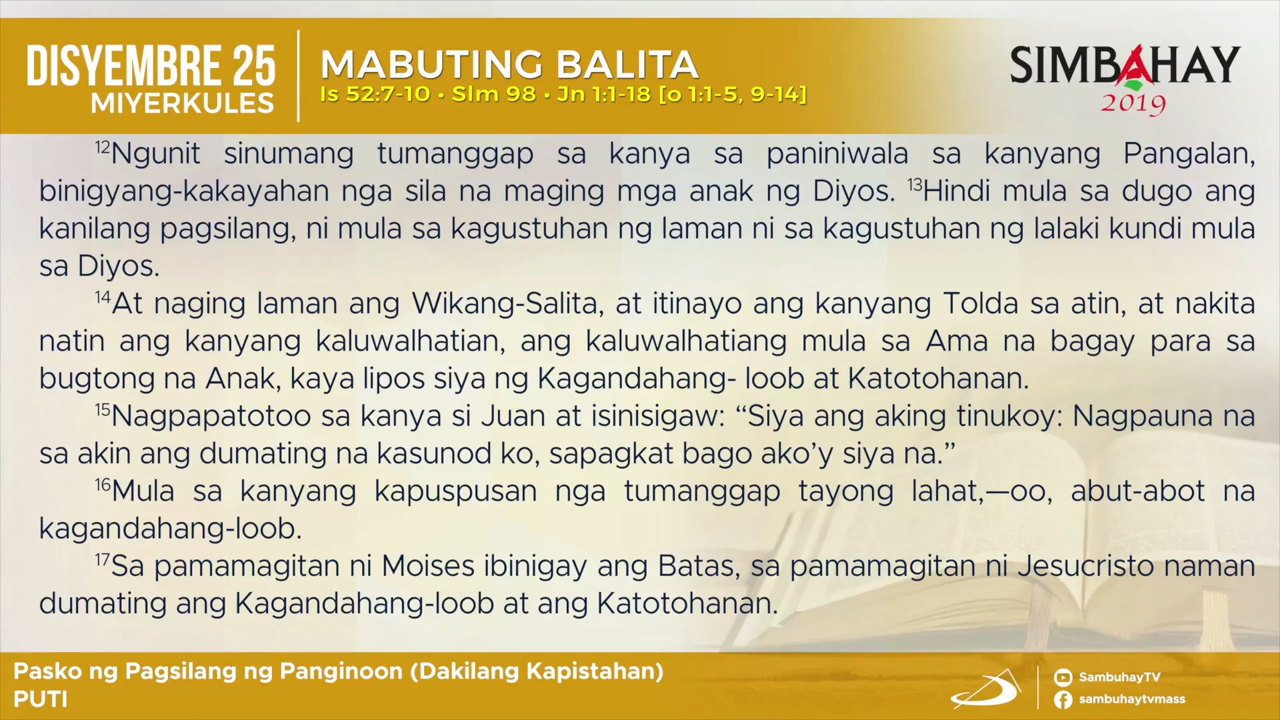 DISYEMBRE 25
MIYERKULES
MABUTING BALITA
Is 52:7-10 • Slm 98 • Jn 1:1-18 [o 1:1-5, 9-14]
SIMBAHAY
2019
¹²Ngunit sinumang tumanggap sa kanya sa paniniwala sa kanyang Pangalan,
binigyang-kakayahan nga sila na maging mga anak ng Diyos. ¹³Hindi mula sa dugo ang
kanilang pagsilang, ni mula sa kagustuhan ng laman ni sa kagustuhan ng lalaki kundi mula
sa Diyos.
¹⁴At naging laman ang Wikang-Salita, at itinayo ang kanyang Tolda sa atin, at nakita
natin ang kanyang kaluwalhatian, ang kaluwalhatiang mula sa Ama na bagay para sa
bugtong na Anak, kaya lipos siya ng Kagandahang- loob at Katotohanan.
¹⁵Nagpapatotoo sa kanya si Juan at isinisigaw: “Siya ang aking tinukoy: Nagpauna na
sa akin ang dumating na kasunod ko, sapagkat bago ako’y siya na.”
¹⁶Mula sa kanyang kapuspusan nga tumanggap tayong lahat,—oo, abut-abot na
kagandahang-loob.
¹⁷Sa pamamagitan ni Moises ibinigay ang Batas, sa pamamagitan ni Jesucristo naman
dumating ang Kagandahang-loob at ang Katotohanan.
Pasko ng Pagsilang ng Panginoon (Dakilang Kapistahan)
PUTI
SambuhayTV
sambuhaytvmass